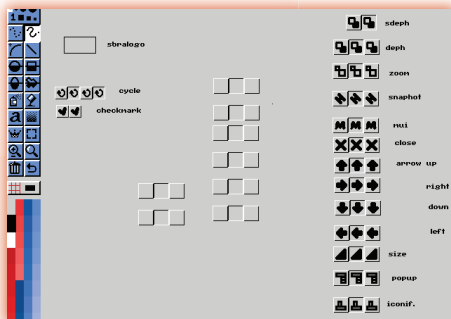 sdeph
deph
sbralogo
zoom
cycle
snaphot
checkmark
mui
close
arrow up
right
down
left
size
popup
iconif.